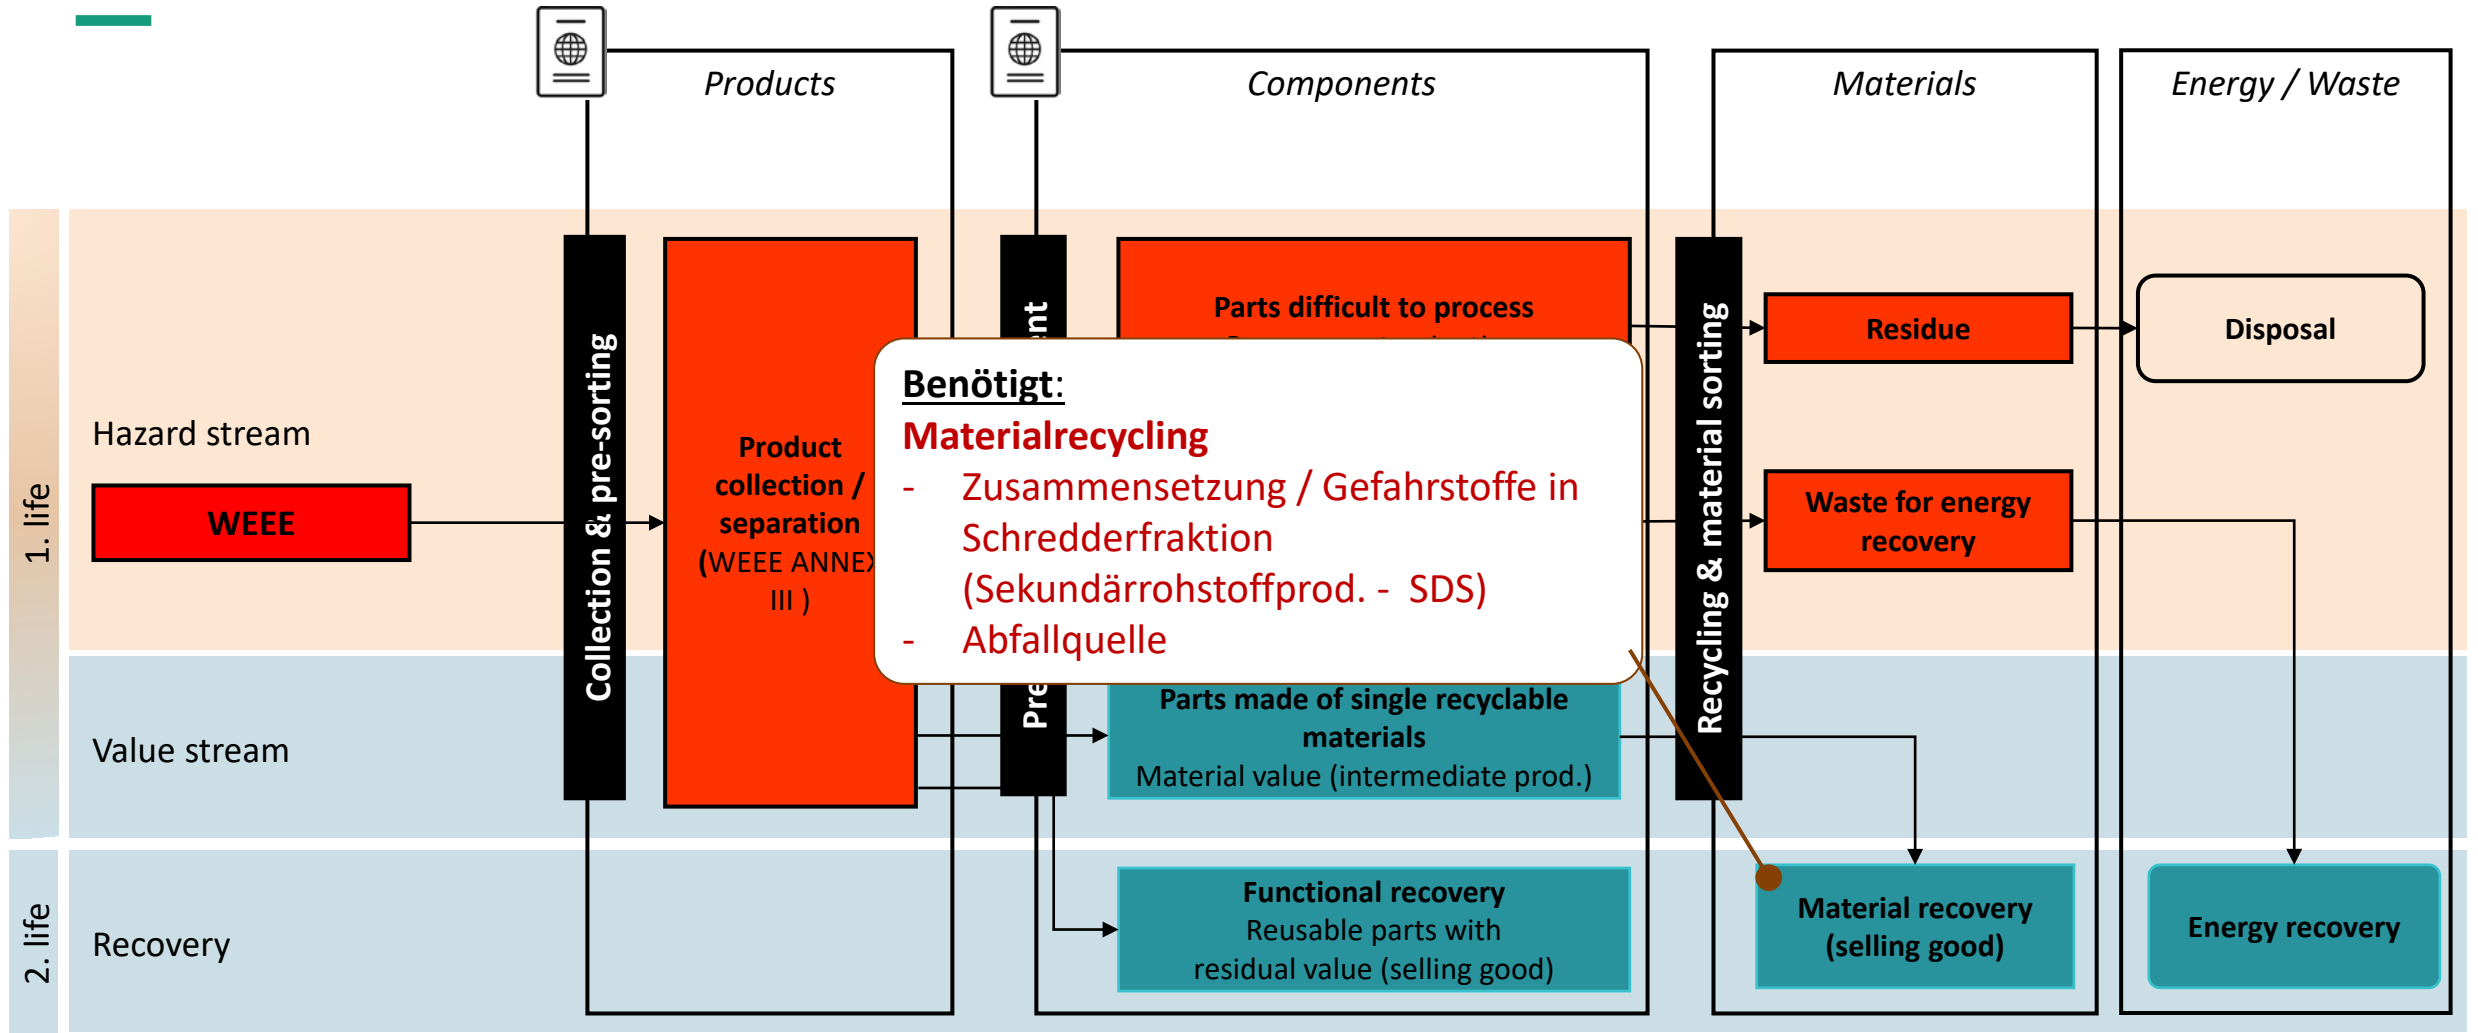 Products
Components
Materials
Energy / Waste
1. life
Hazard stream
WEEE
Collection & pre-sorting
Product
collection /
separation
(WEEE ANNEX
III )
Parts difficult to process
Benötigt:
Materialrecycling
- Zusammensetzung / Gefahrstoffe in
Schredderfraktion
(Sekundärrohstoffprod. - SDS)
- Abfallquelle
Recycling & material sorting
Residue
Disposal
Waste for energy
recovery
Value stream
Parts made of single recyclable
materials
Material value (intermediate prod.)
2. life
Recovery
Functional recovery
Reusable parts with
residual value (selling good)
Material recovery
(selling good)
Energy recovery